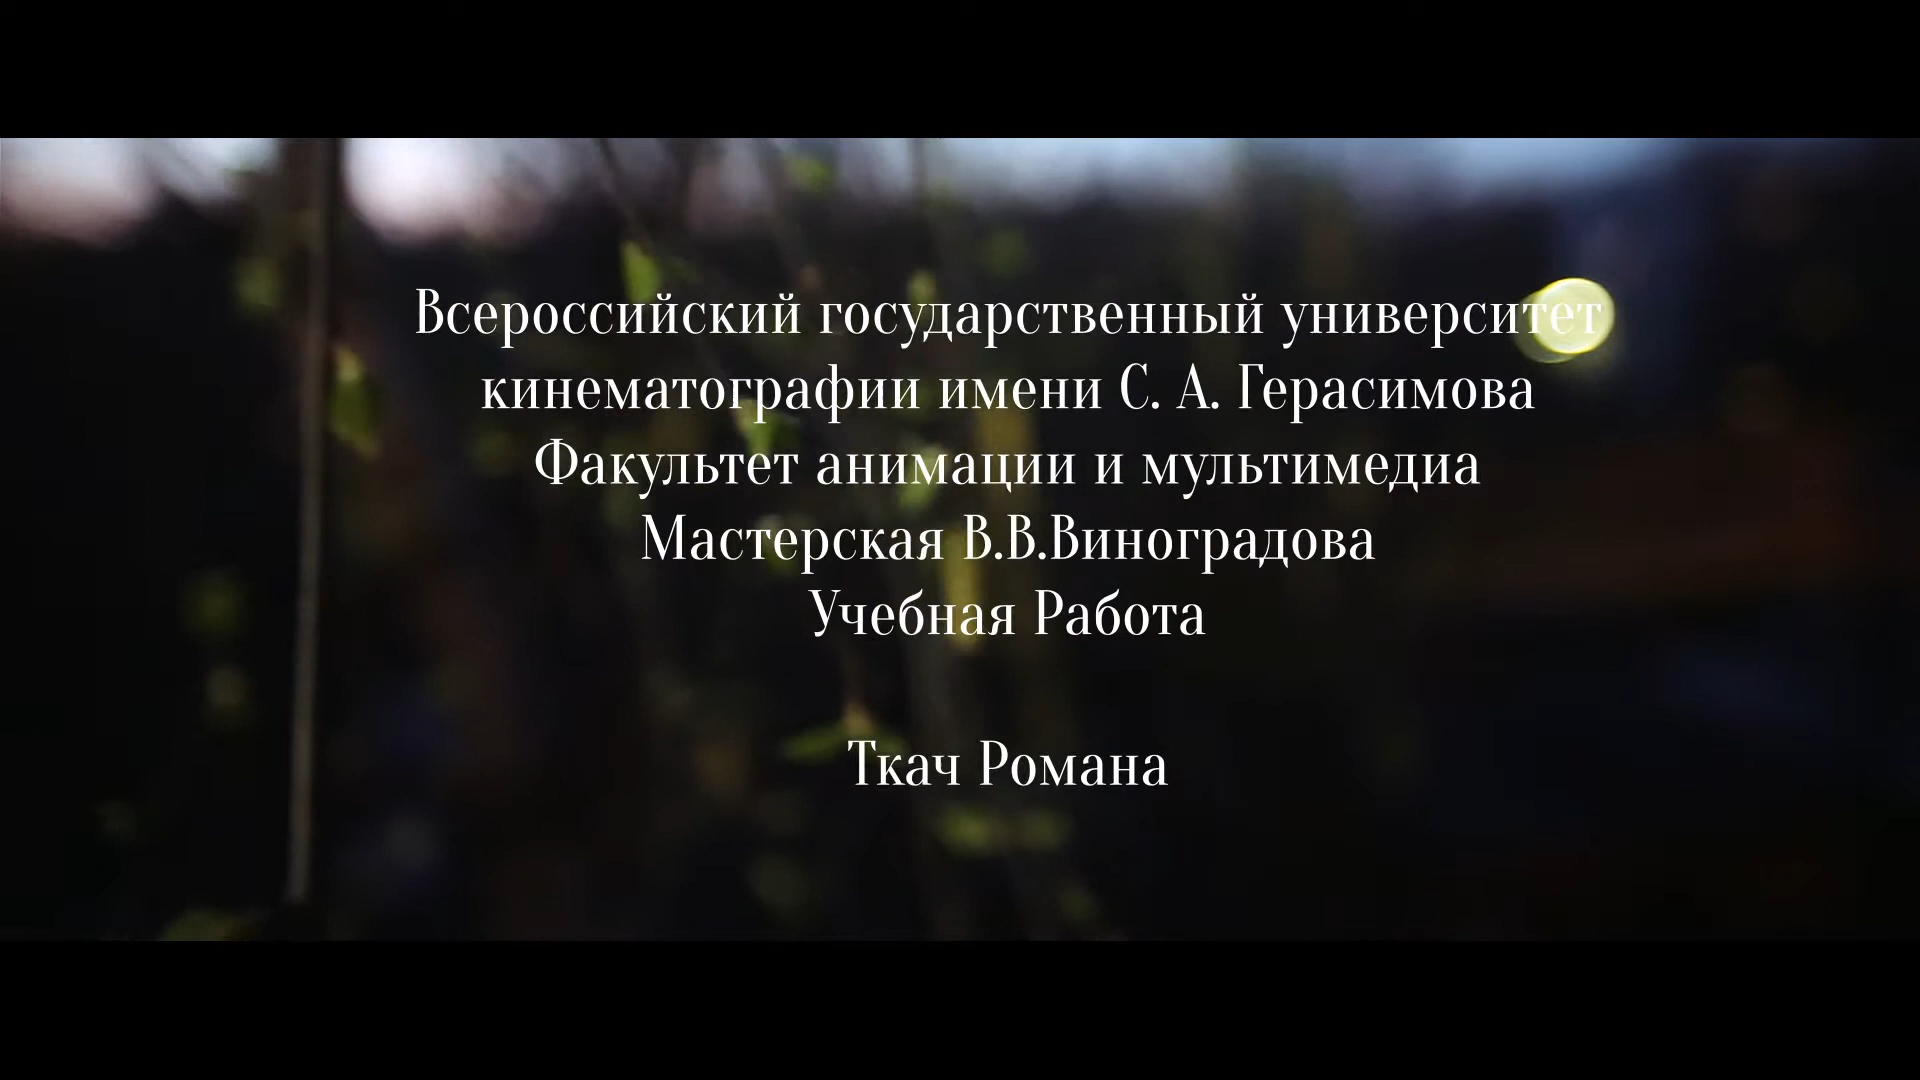 Всероссийский государственный университет
кинематографии имени С. А. Герасимова
Факультет анимации и мультимедиа
Мастерская В.В.Виноградова
Учебная Работа
Ткач Романа